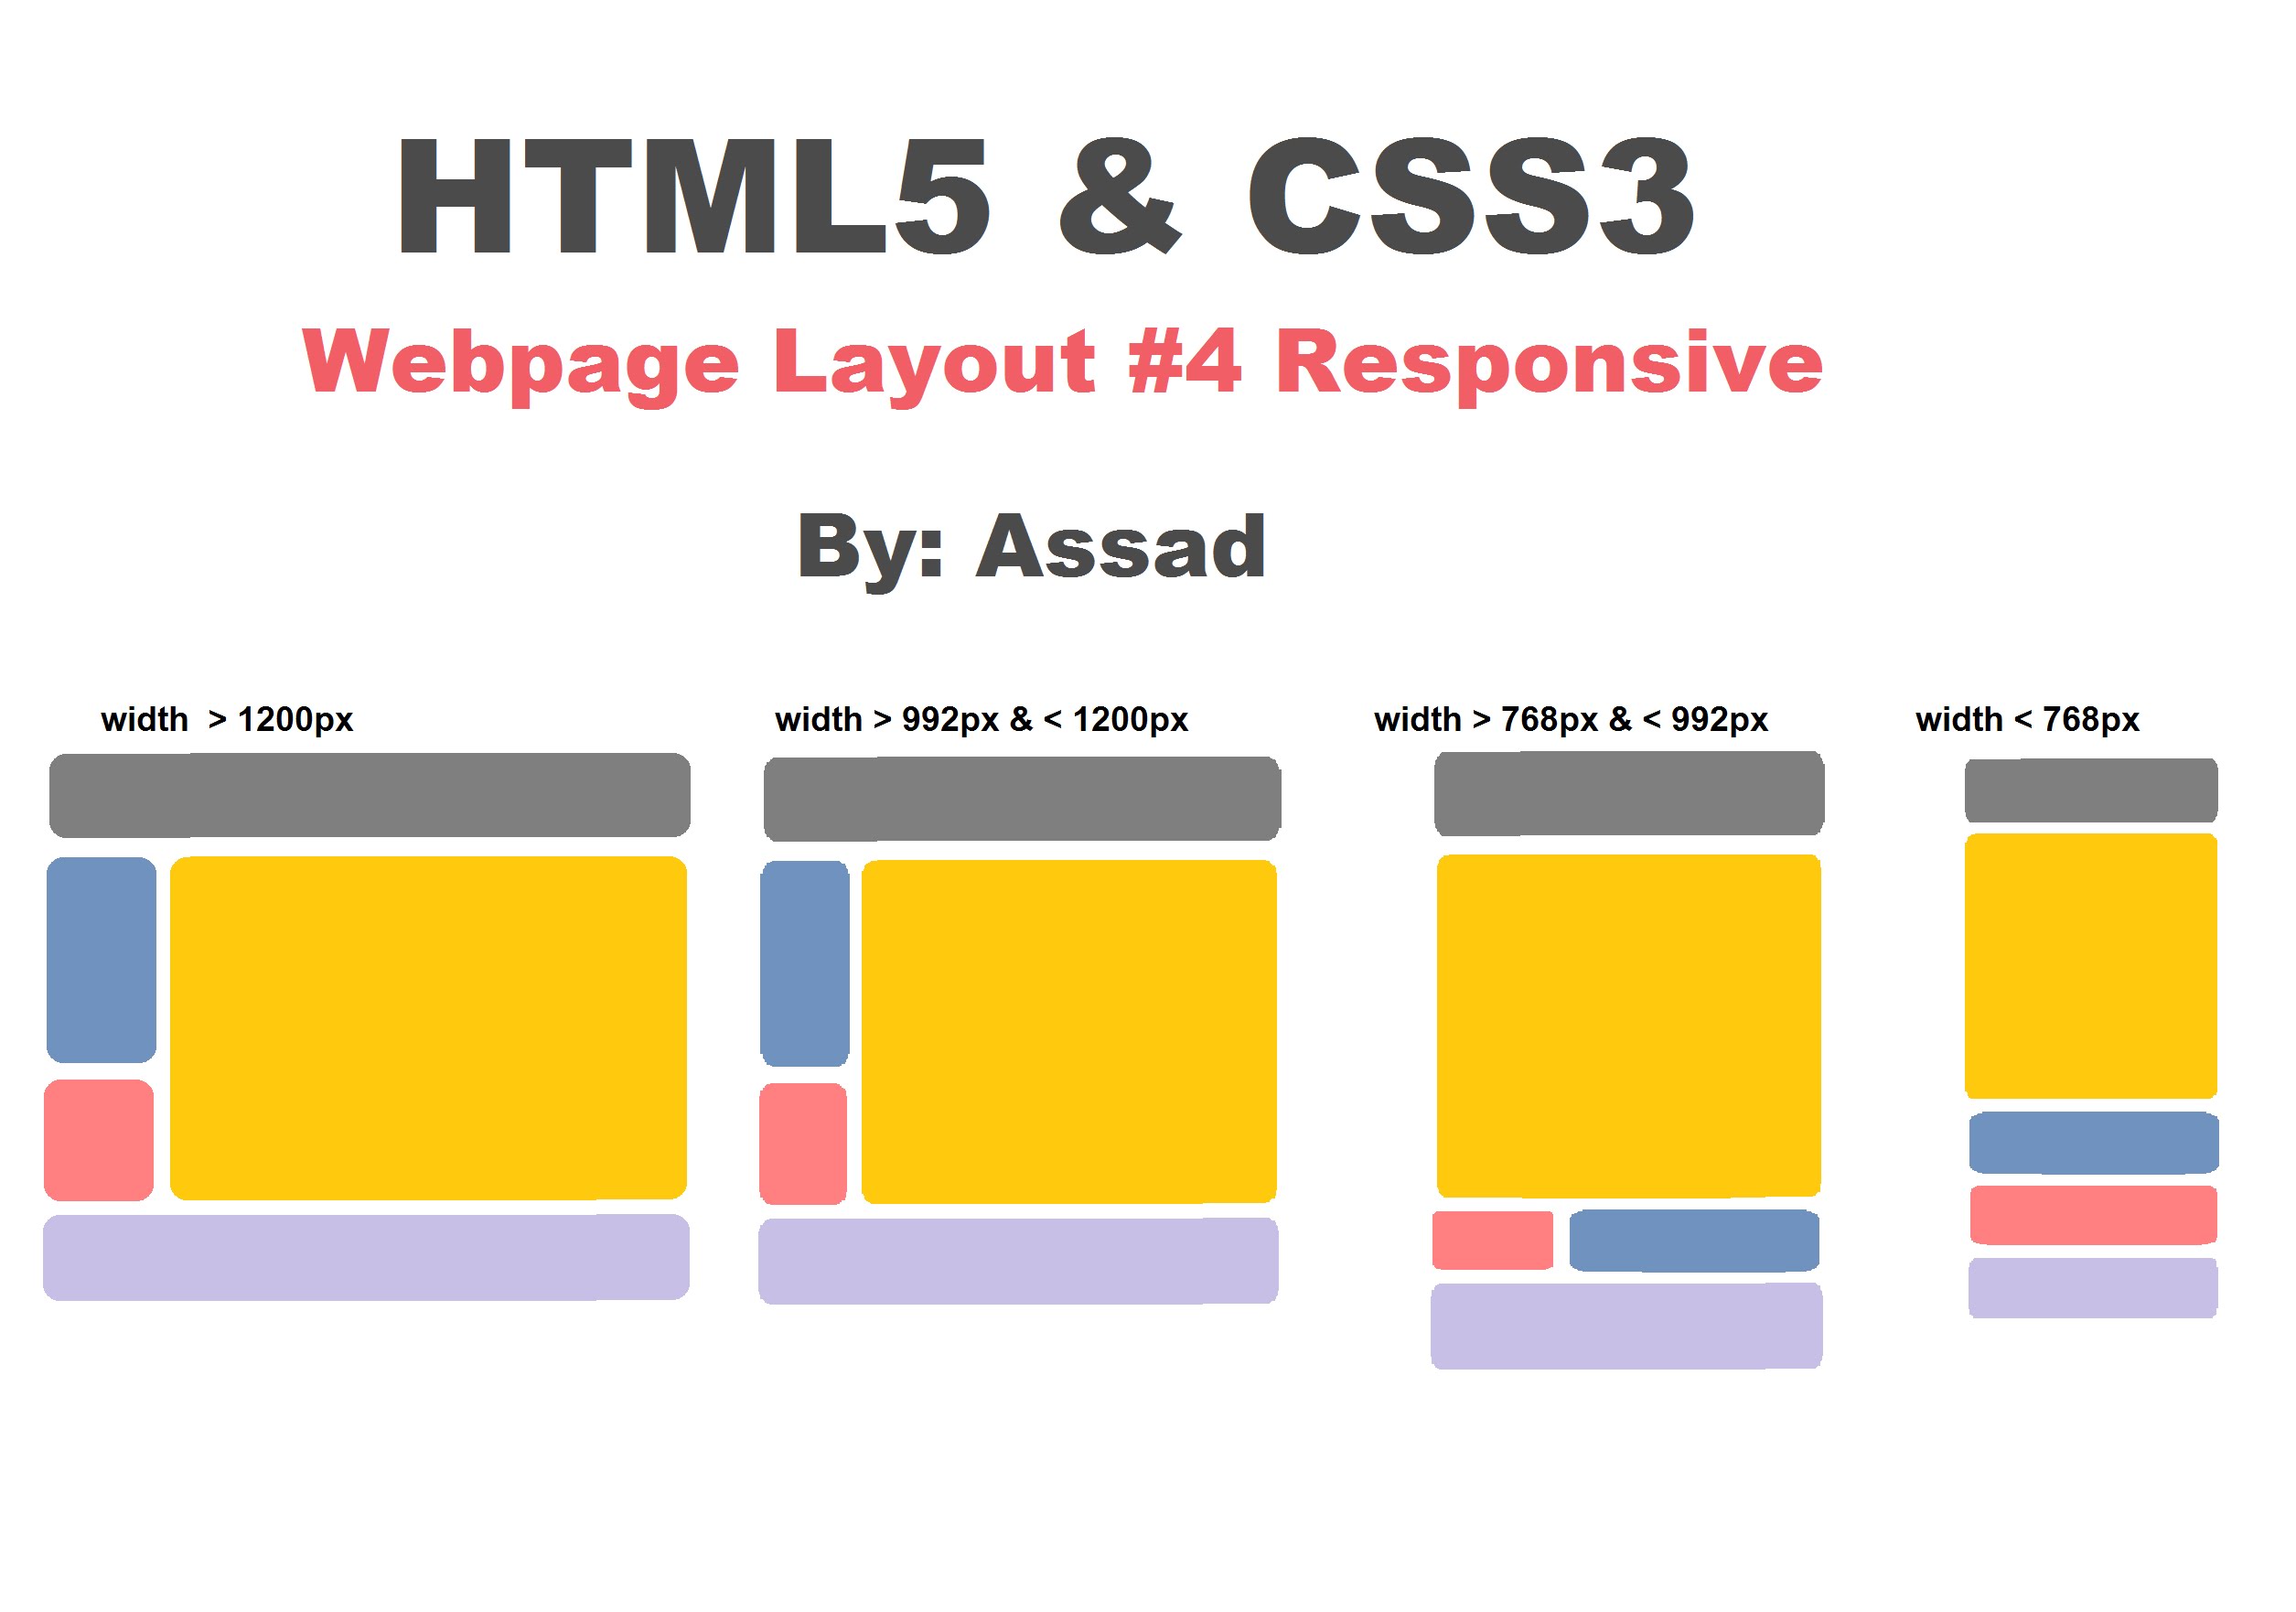 HTML5 & CSS3
Webpage Layout #4 Responsive
By: Assad
width > 1200px
width > 992px & < 1200px
width > 768px & < 992px
width < 768px